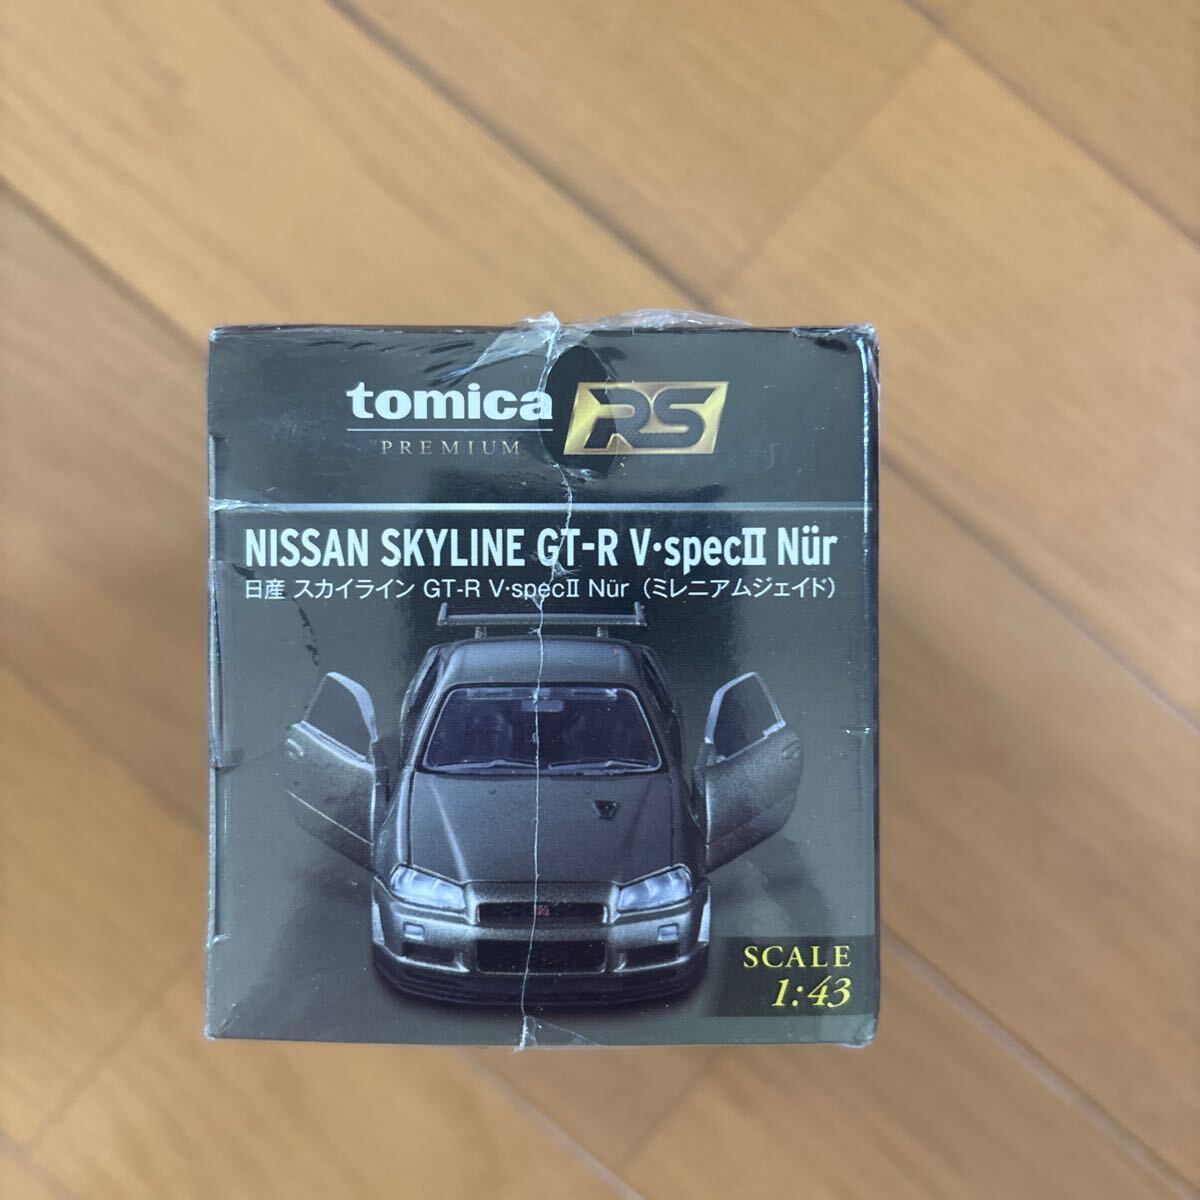 tomica RS
PREMIUM
NISSAN SKYLINE GT-R V·specⅡ Nür
日産 スカイライン GT-R V·specⅡ Nür (ミレニアムジェイド)
SCALE
1:43